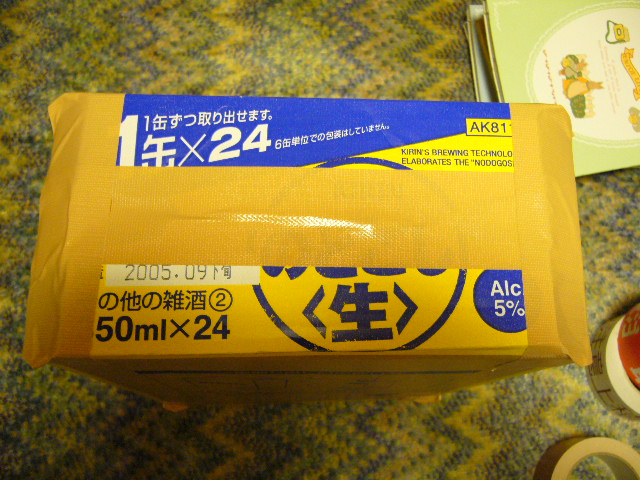 1缶ずつ取り出せます。
1缶×24
6缶単位での包装はしていません。
AK811
KIRIN'S BREWING TECHNOLO
ELABORATES THE "NODOGOS
2005.09下旬
の他の雑酒②
50ml×24
〈生〉
Alc
5%